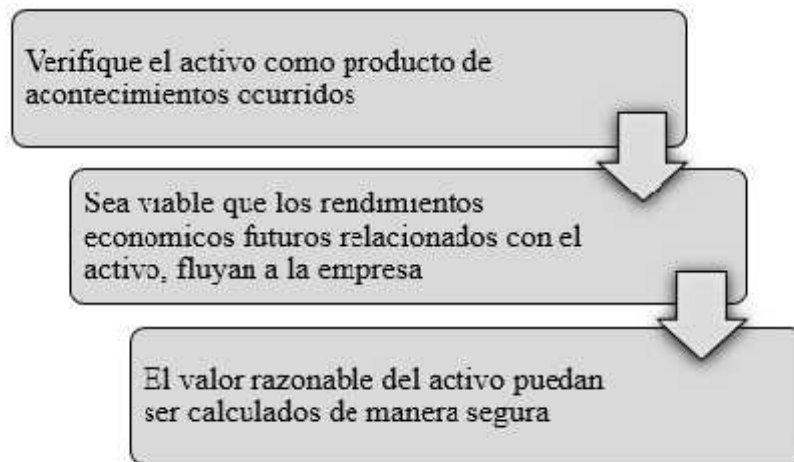 Verifique el activo como producto de
acontecimientos ocurridos
Sea viable que los rendimientos
economicos futuros relacionados con el
activo, fluyan a la empresa
El valor razonable del activo puedan
ser calculados de manera segura